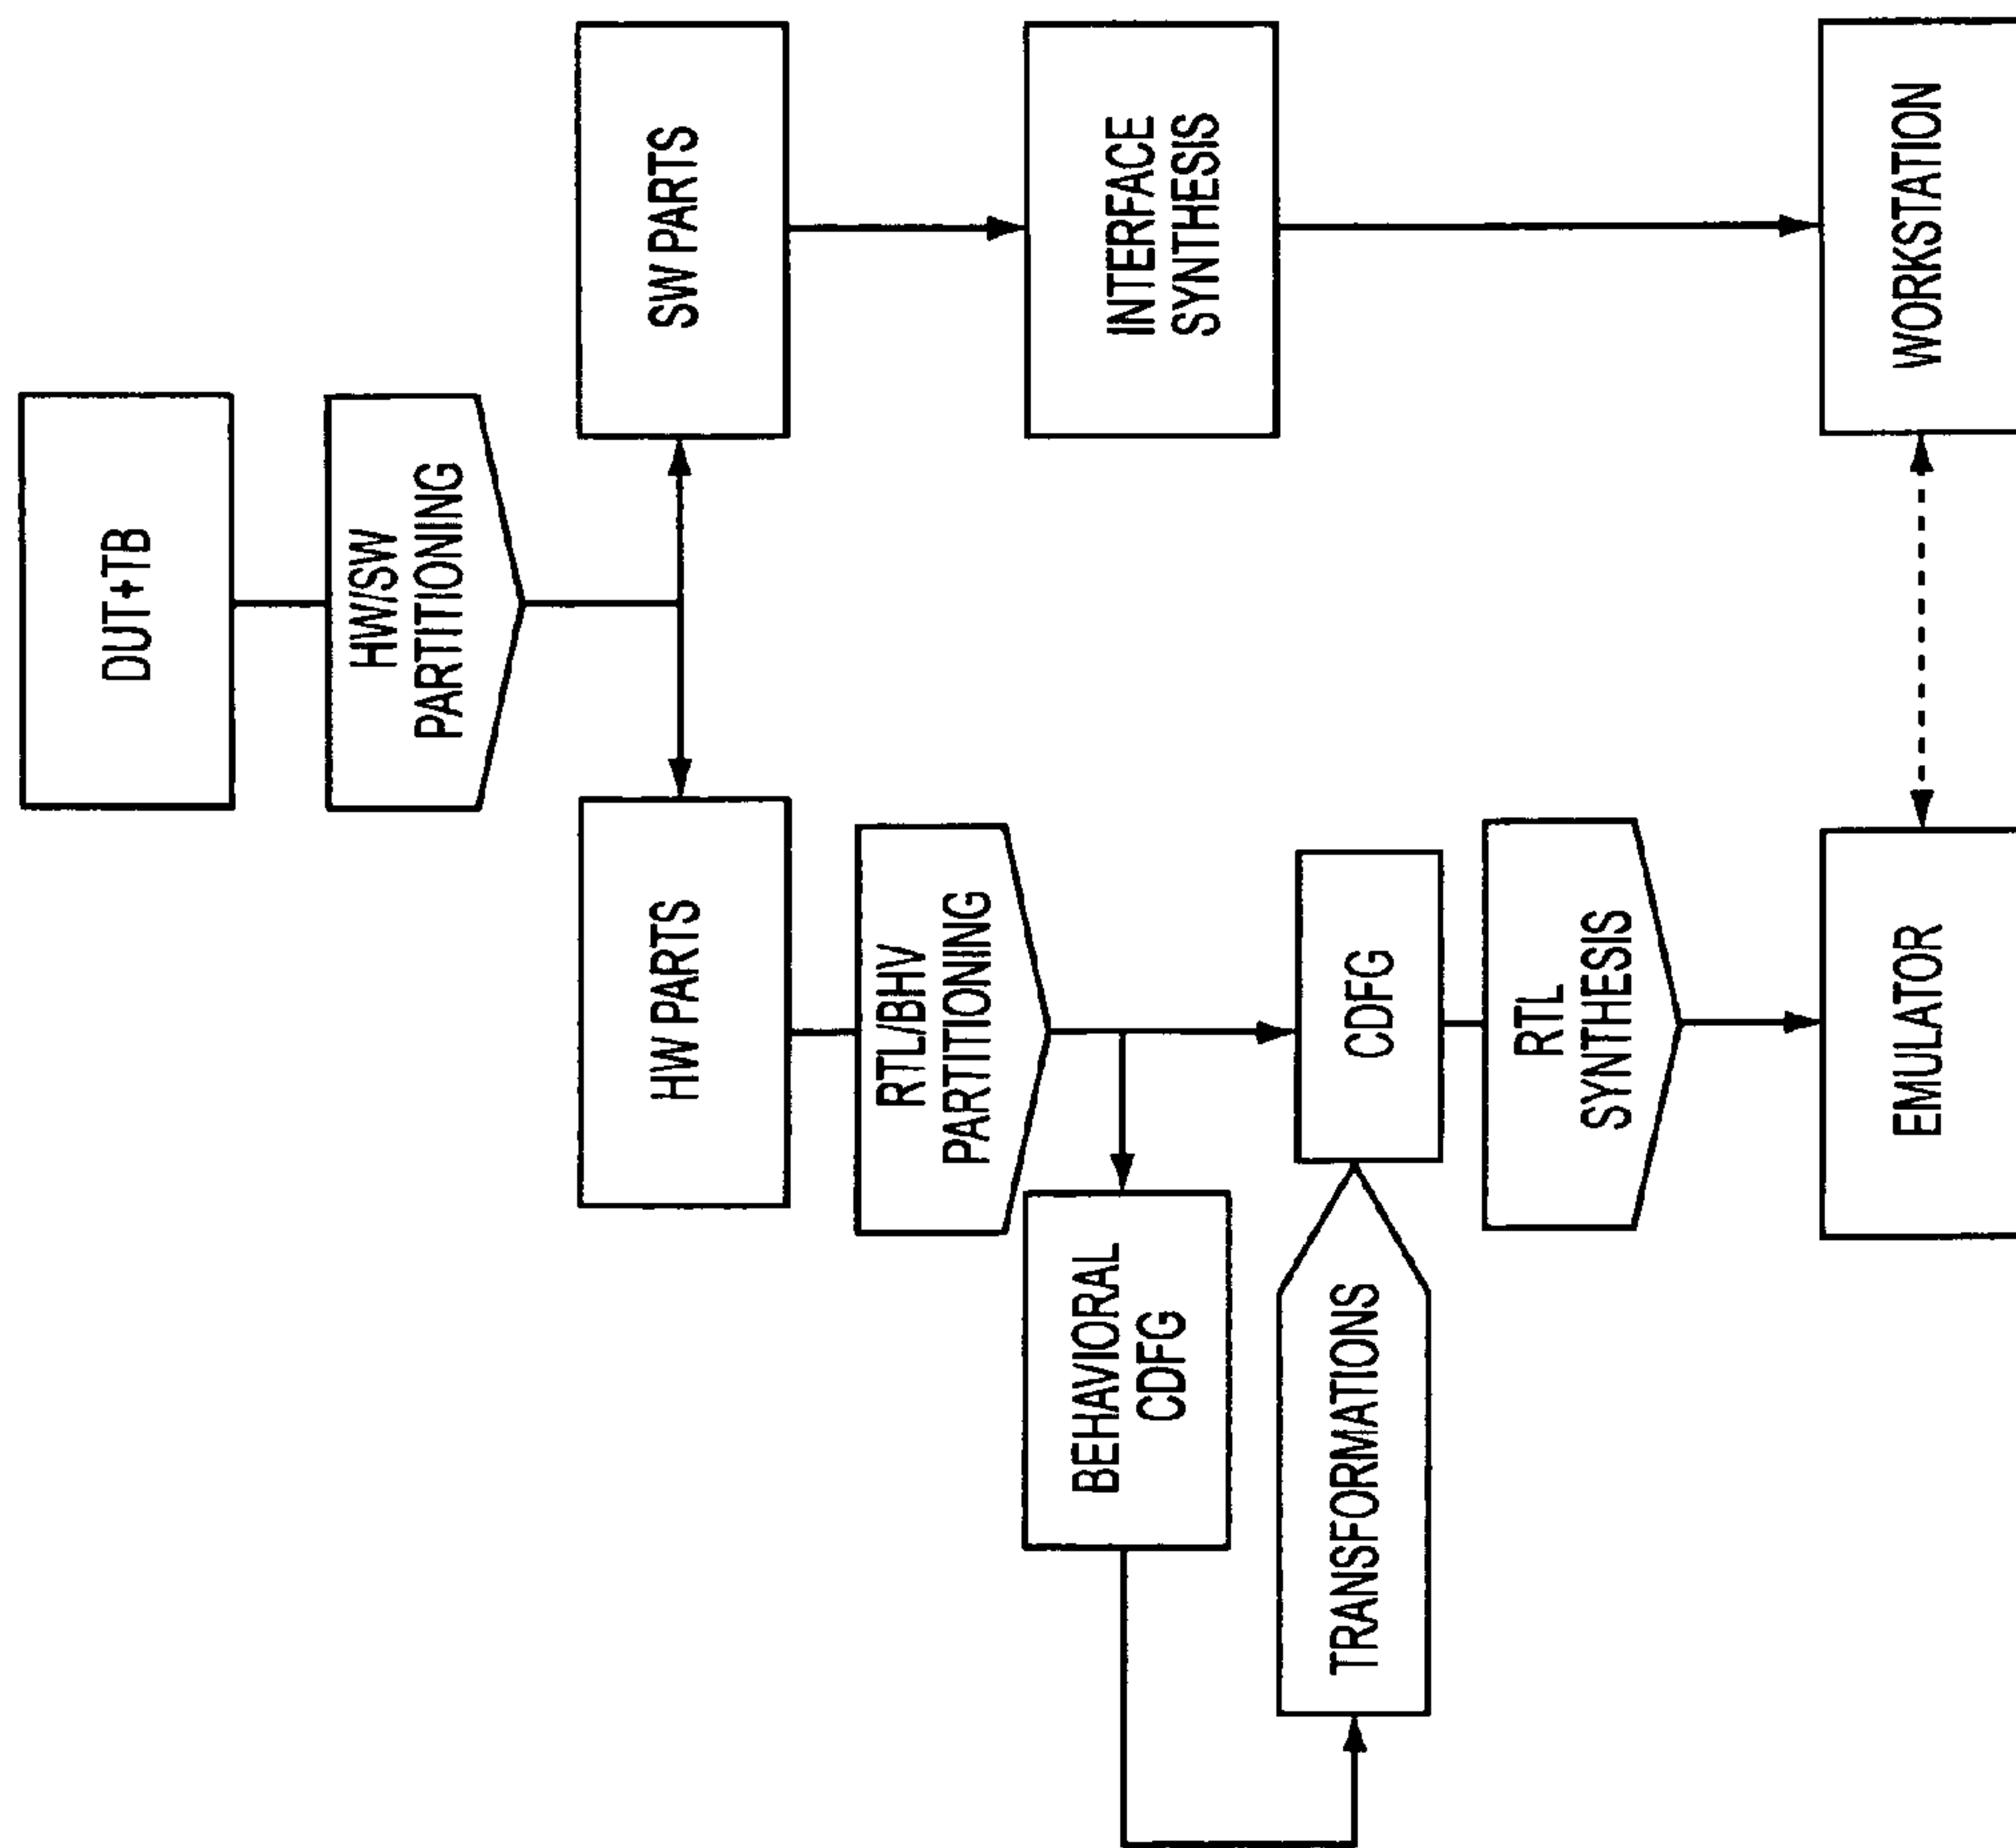 DUT+TB
HW/SW
PARTITIONING
SW PARTS
HW PARTS
RTL/BHV
PARTITIONING
INTERFACE
SYNTHESIS
BEHAVIORAL
CDFG
CDFG
TRANSFORMATIONS
RTL
SYNTHESIS
EMULATOR
WORKSTATION